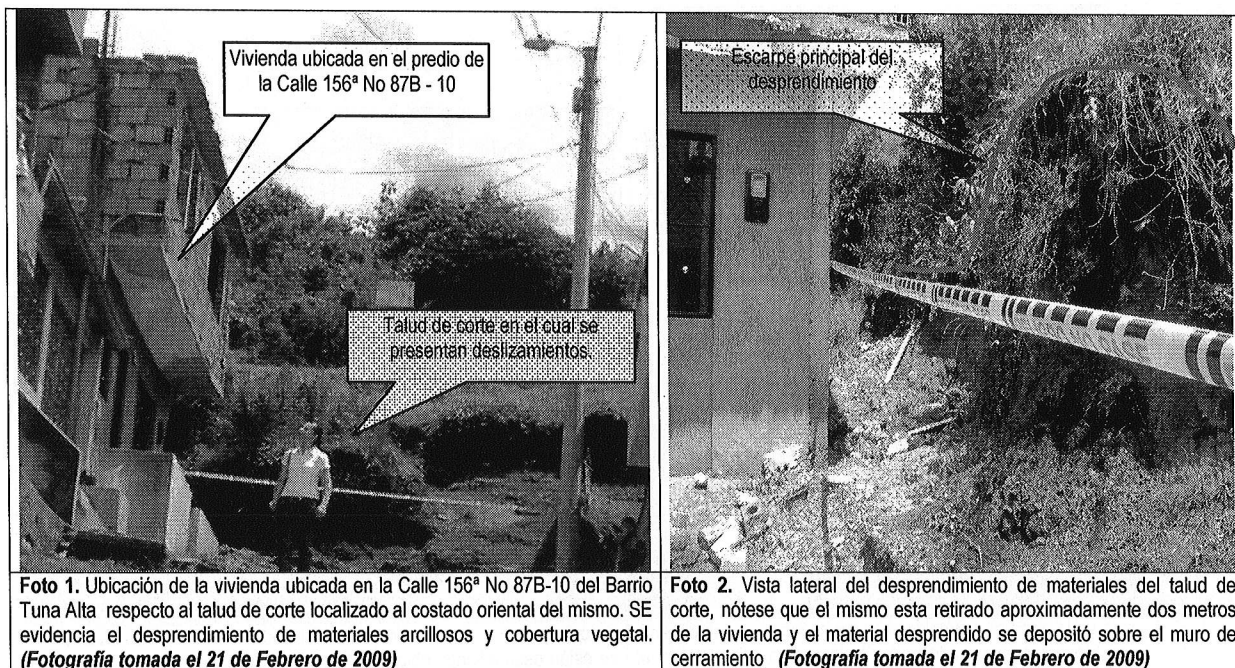 Vivienda ubicada en el predio de
la Calle 156ª No 87B - 10
Talud de corte en el cual se
presentan deslizamientos.
Escarpe principal del
desprendimiento
Foto 1. Ubicación de la vivienda ubicada en la Calle 156ª No 87B-10 del Barrio
Tuna Alta respecto al talud de corte localizado al costado oriental del mismo. SE
evidencia el desprendimiento de materiales arcillosos y cobertura vegetal.
(Fotografía tomada el 21 de Febrero de 2009)
Foto 2. Vista lateral del desprendimiento de materiales del talud de
corte, nótese que el mismo esta retirado aproximadamente dos metros
de la vivienda y el material desprendido se depositó sobre el muro de
cerramiento (Fotografía tomada el 21 de Febrero de 2009)